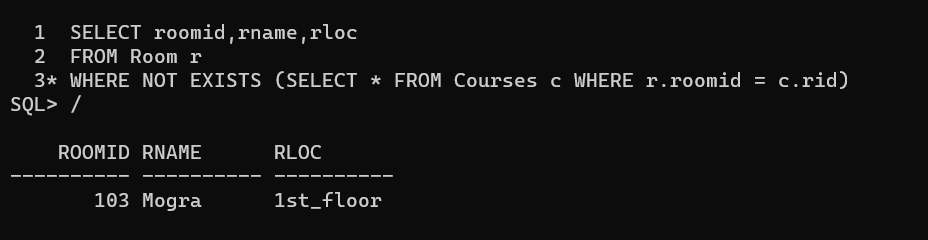 1  SELECT roomid,rname,rloc
2  FROM Room r
3* WHERE NOT EXISTS (SELECT * FROM Courses c WHERE r.roomid = c.rid)
SQL> /
ROOMID RNAME      RLOC
---------- ---------- ----------
103 Mogra      1st_floor